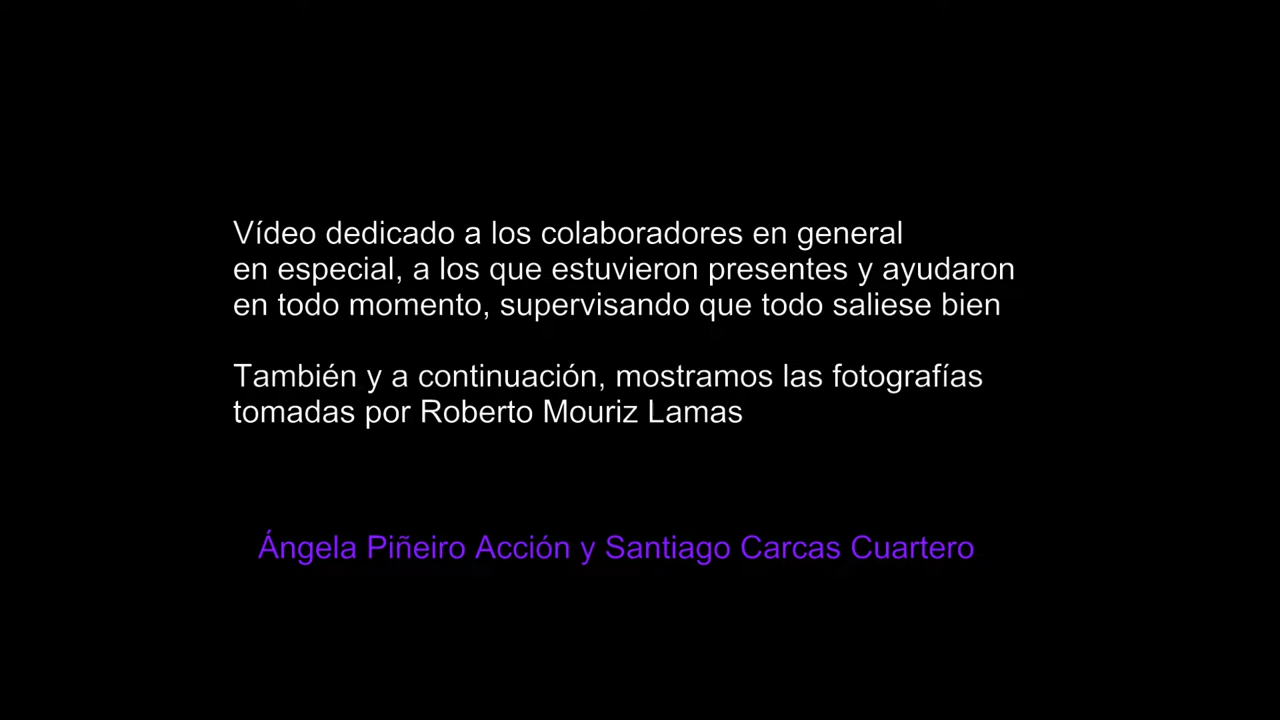 Vídeo dedicado a los colaboradores en general
en especial, a los que estuvieron presentes y ayudaron
en todo momento, supervisando que todo saliese bien
También y a continuación, mostramos las fotografías
tomadas por Roberto Mouriz Lamas
Ángela Piñeiro Acción y Santiago Carcas Cuartero